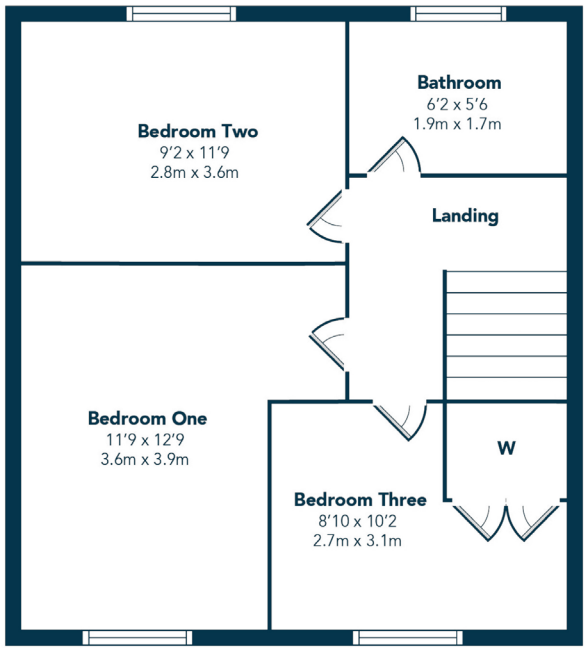 Bathroom
6’2 x 5’6
1.9m x 1.7m
Bedroom Two
9’2 x 11’9
2.8m x 3.6m
Landing
Bedroom One
11’9 x 12’9
3.6m x 3.9m
W
Bedroom Three
8’10 x 10’2
2.7m x 3.1m